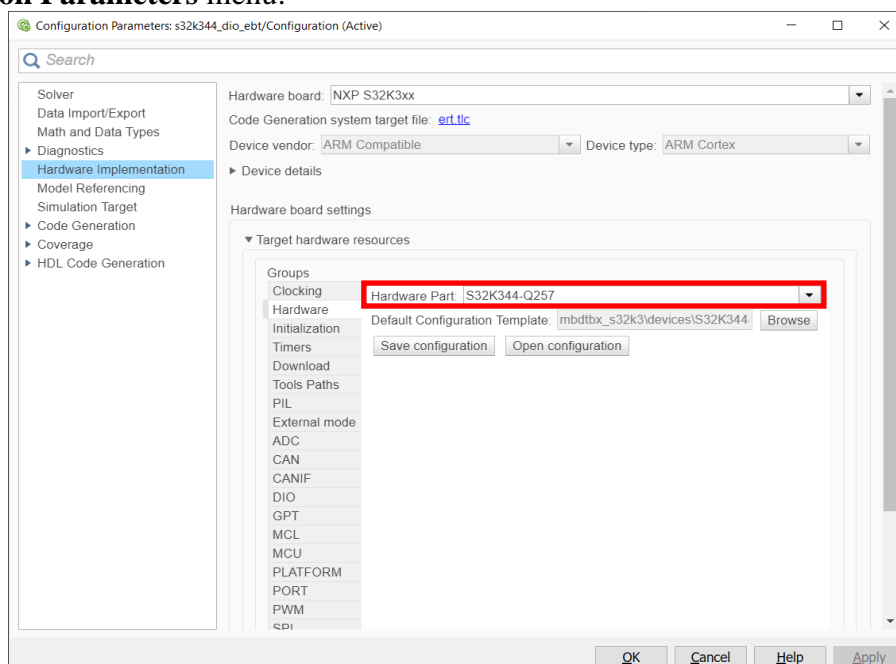 on Parameters menu.
Configuration Parameters: s32k344_dio_ebt/Configuration (Active)
Search
Solver
Data Import/Export
Math and Data Types
Diagnostics
Hardware Implementation
Model Referencing
Simulation Target
Code Generation
Coverage
HDL Code Generation
Hardware board: NXP S32K3xx
Code Generation system target file: ert.tlc
Device vendor: ARM Compatible Device type: ARM Cortex
Device details
Hardware board settings
Target hardware resources
Groups
Clocking
Hardware
Initialization
Timers
Download
Tools Paths
PIL
External mode
ADC
CAN
CANIF
DIO
GPT
MCL
MCU
PLATFORM
PORT
PWM
SPI
Hardware Part: S32K344-Q257
Default Configuration Template: mbdtbx_s32k3\devices\S32K344- Browse
Save configuration Open configuration
OK Cancel Help Apply